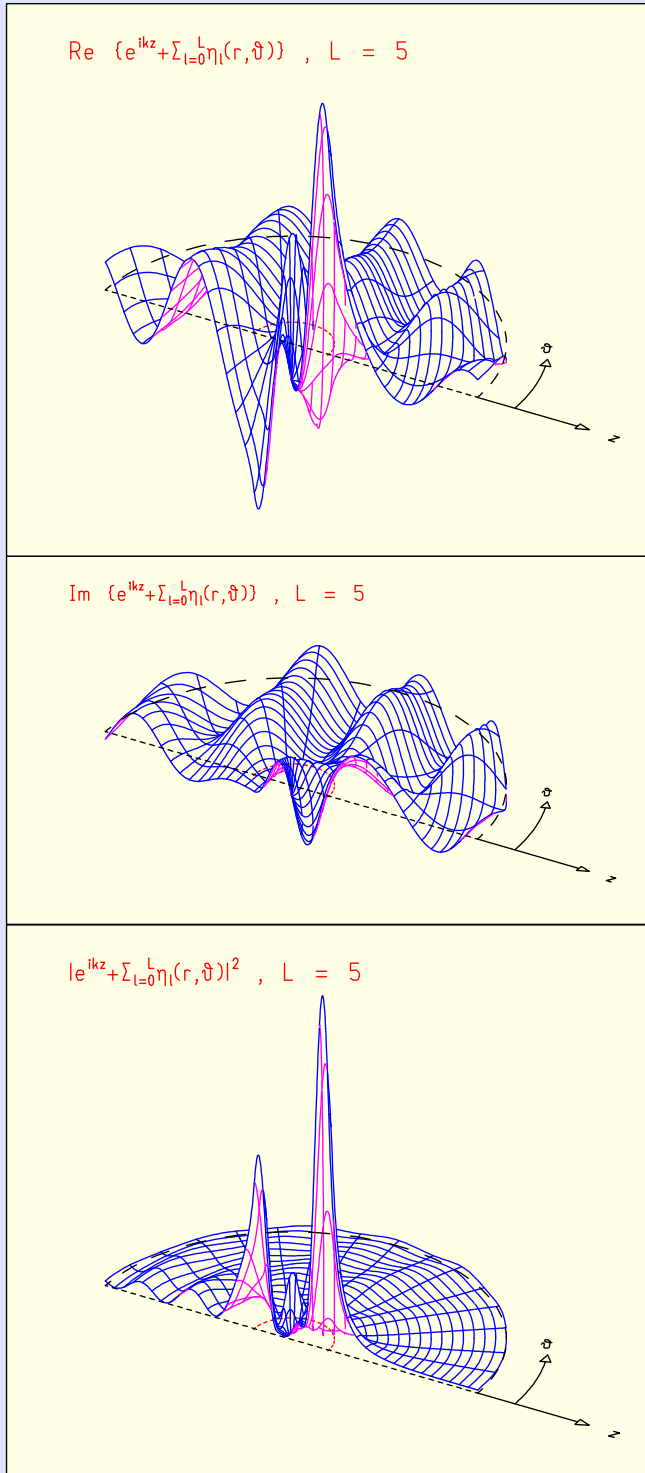 Re {e^{ikz}+Σ_{l=0}^{L}η_l(r,ϑ)} , L = 5
ϑ
z
Im {e^{ikz}+Σ_{l=0}^{L}η_l(r,ϑ)} , L = 5
ϑ
z
|e^{ikz}+Σ_{l=0}^{L}η_l(r,ϑ)|² , L = 5
ϑ
z